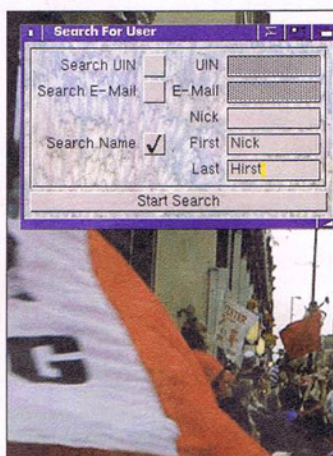 Search For User
Search UIN UIN
Search E-Mail E-Mail
Nick
Search Name First Nick
Last Hirst
Start Search
G